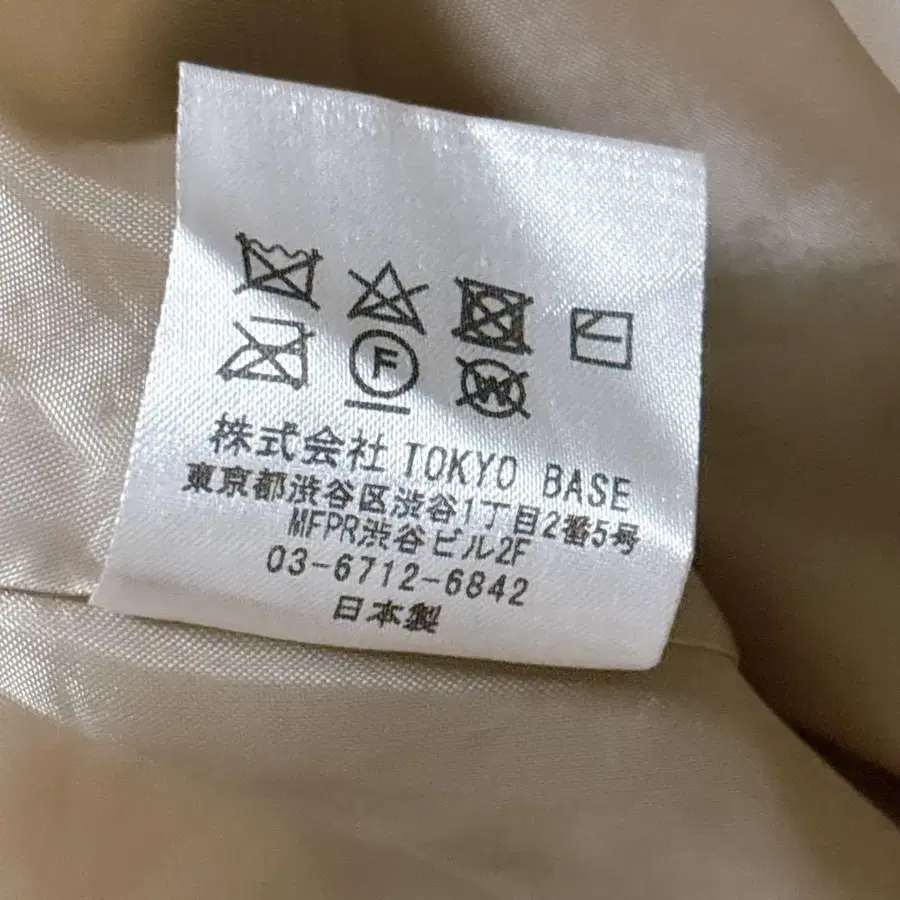 F
W
株式会社 TOKYO BASE
東京都渋谷区渋谷1丁目2番5号
MFPR渋谷ビル2F
03-6712-6842
日本製